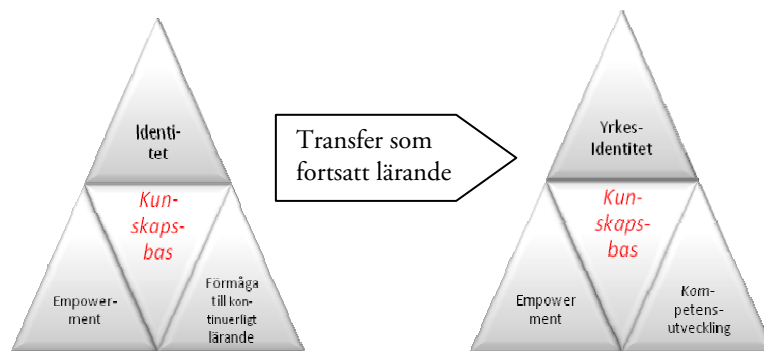 Identi-
tet
Kun-
skaps-
bas
Empower-
ment
Förmåga
till kon-
tinuerligt
lärande
Transfer som
fortsatt lärande
Yrkes-
Identitet
Kun-
skaps-
bas
Empower
ment
Kom-
petens-
utveckling